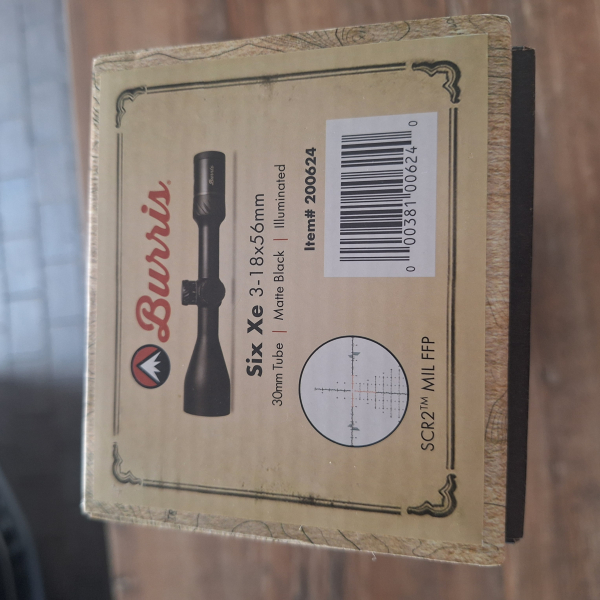 Burris
Six Xe 3-18x56mm
30mm Tube | Matte Black | Illuminated
SCR2™ MIL FFP
Item# 200624
0 00381 00624 0